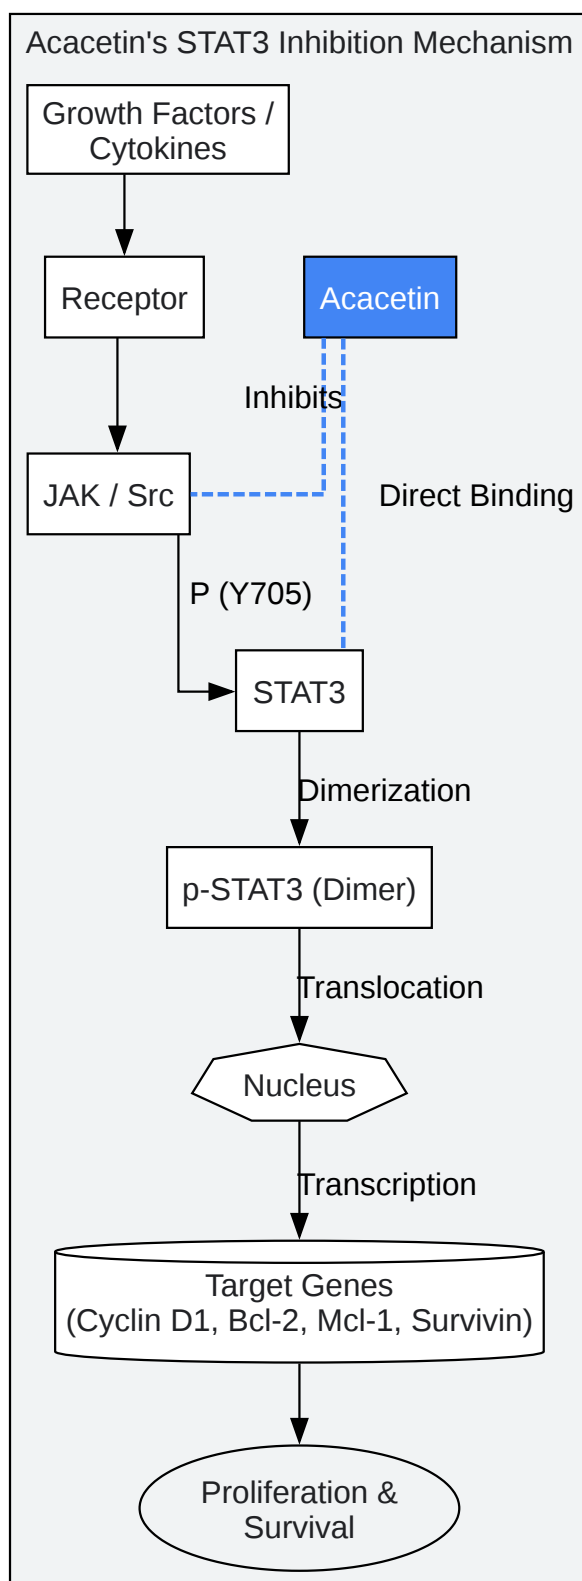 Acacetin's STAT3 Inhibition Mechanism
Growth Factors /
Cytokines
Receptor
Acacetin
Inhibits
JAK / Src
Direct Binding
P (Y705)
STAT3
Dimerization
p-STAT3 (Dimer)
Translocation
Nucleus
Transcription
Target Genes
(Cyclin D1, Bcl-2, Mcl-1, Survivin)
Proliferation &
Survival